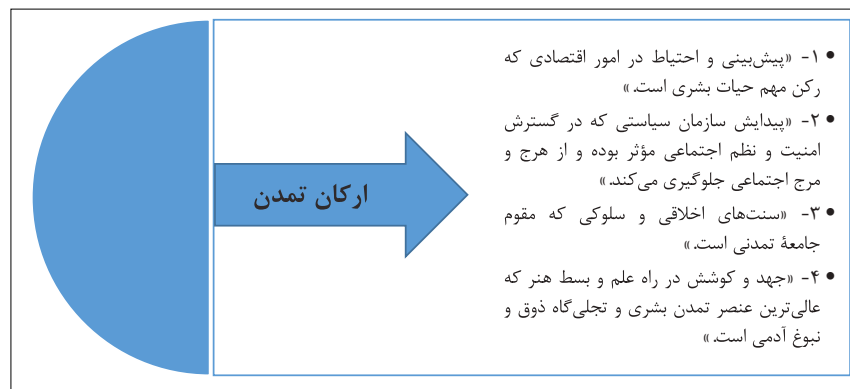 ارکان تمدن
• ۱- «پیش‌بینی و احتیاط در امور اقتصادی که
رکن مهم حیات بشری است.»
• ۲- «پیدایش سازمان سیاستی که در گسترش
امنیت و نظم اجتماعی مؤثر بوده و از هرج و
مرج اجتماعی جلوگیری می‌کند.»
• ۳- «سنت‌های اخلاقی و سلوکی که مقوم
جامعۀ تمدنی است.»
• ۴- «جهد و کوشش در راه علم و بسط هنر که
عالی‌ترین عنصر تمدن بشری و تجلی‌گاه ذوق و
نبوغ آدمی است.»